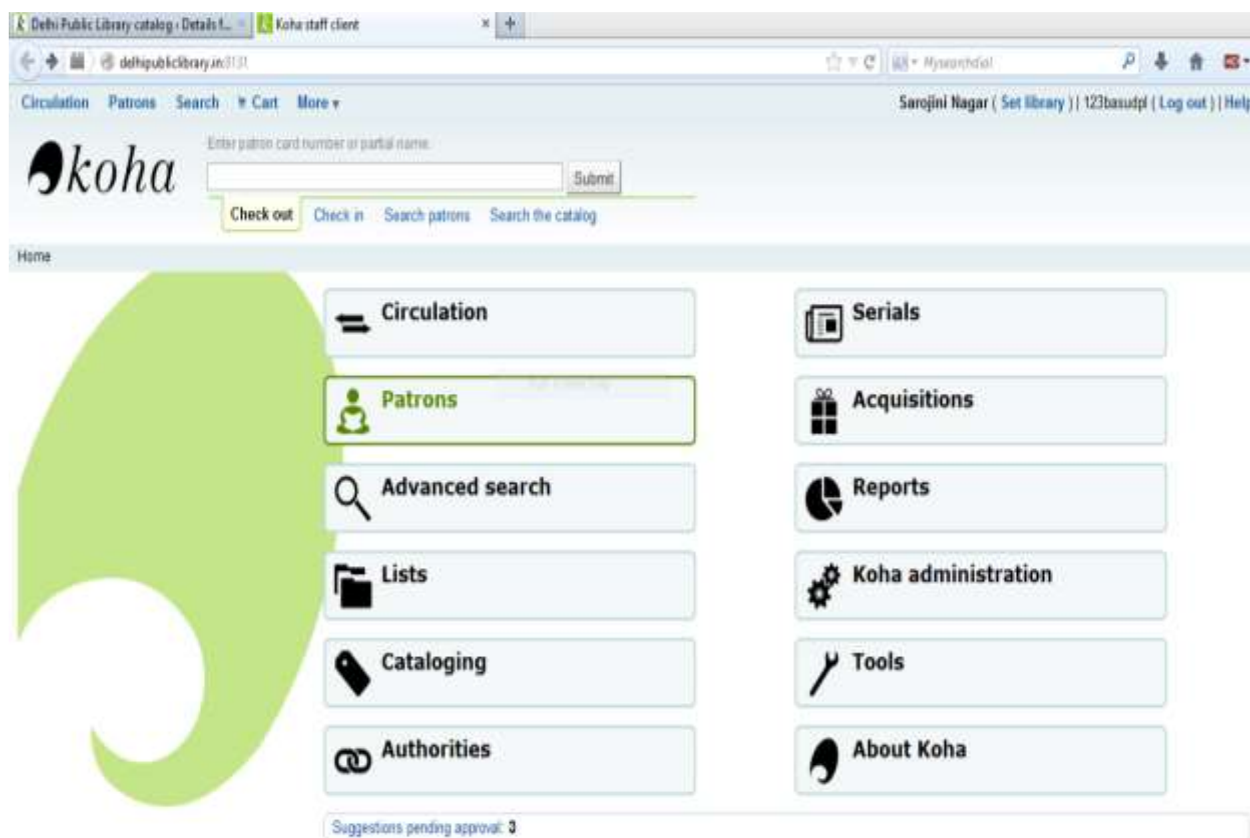 Delhi Public Library catalog › Details f...
Koha staff client
delhipubliclibrary.in:8181
Mysearchdial
Circulation Patrons Search Cart More
Sarojini Nagar ( Set library ) | 123basudpl ( Log out ) | Help
koha
Enter patron card number or partial name:
Submit
Check out Check in Search patrons Search the catalog
Home
Circulation
Serials
Patrons
Acquisitions
Advanced search
Reports
Lists
Koha administration
Cataloging
Tools
Authorities
About Koha
Suggestions pending approval: 3